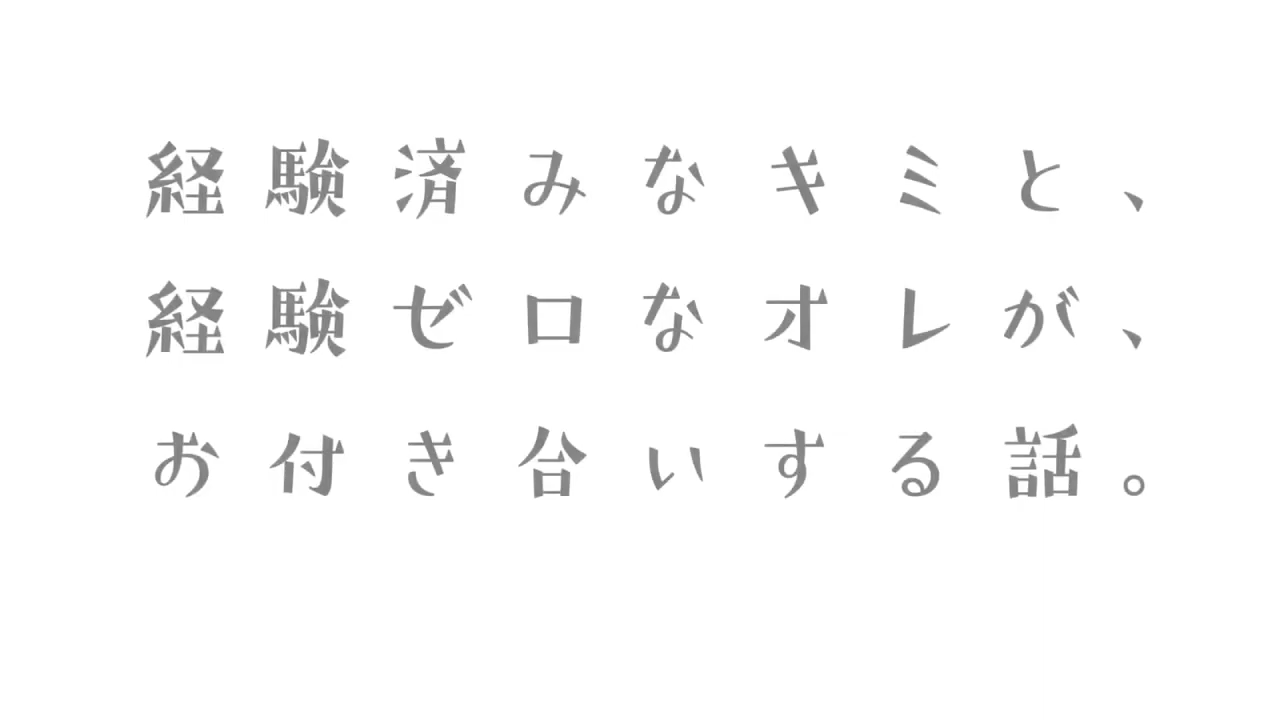 経験済みなキミと、
経験ゼロなオレが、
お付き合いする話。